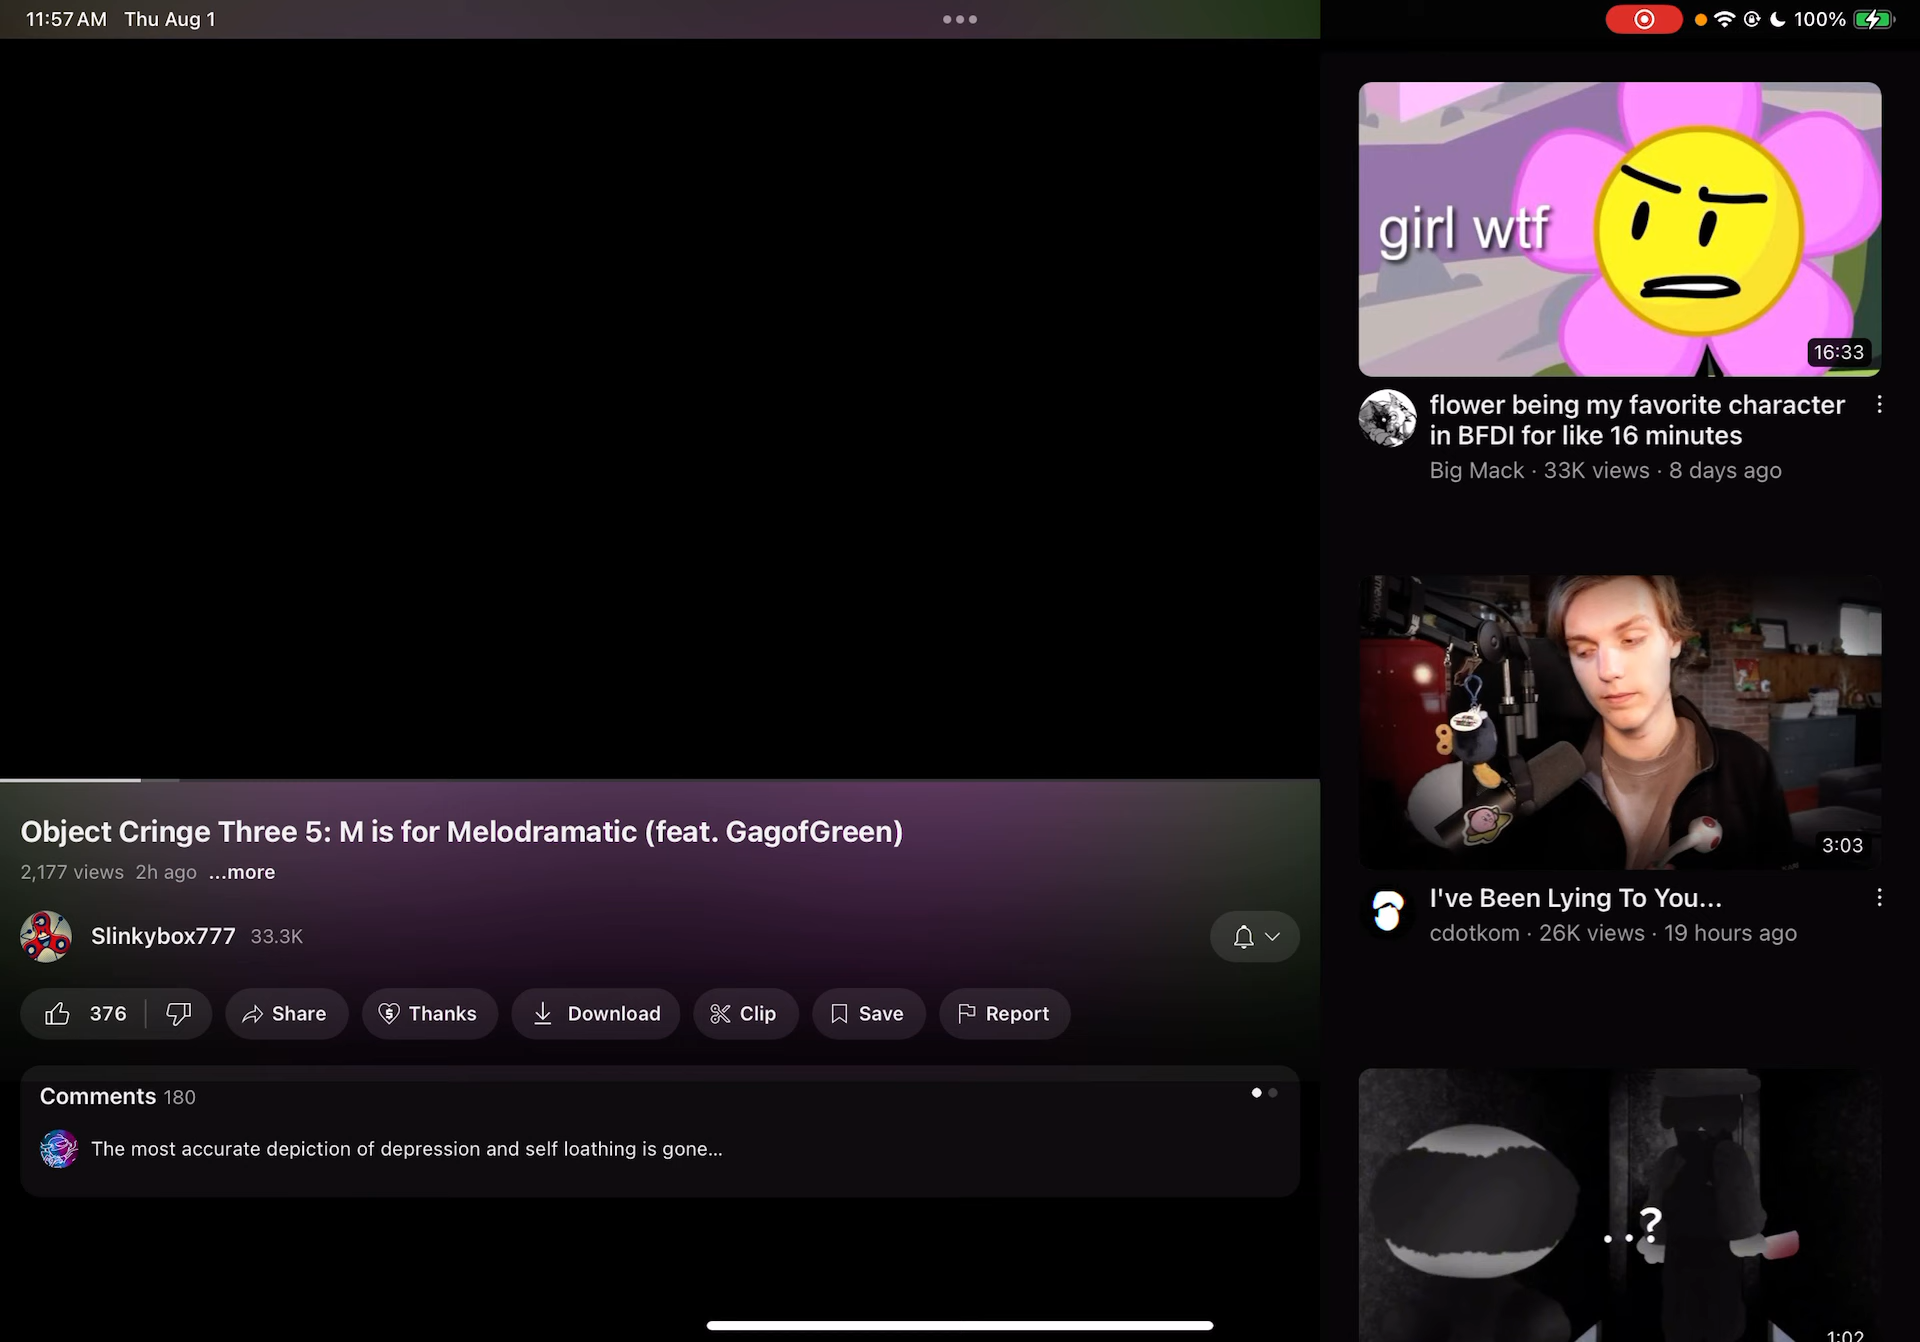 11:57 AM Thu Aug 1
100%
girl wtf
16:33
flower being my favorite character
in BFDI for like 16 minutes
Big Mack · 33K views · 8 days ago
3:03
I've Been Lying To You...
cdotkom · 26K views · 19 hours ago
..?
1:02
Object Cringe Three 5: M is for Melodramatic (feat. GagofGreen)
2,177 views 2h ago ...more
Slinkybox777 33.3K
376
Share
Thanks
Download
Clip
Save
Report
Comments 180
The most accurate depiction of depression and self loathing is gone...